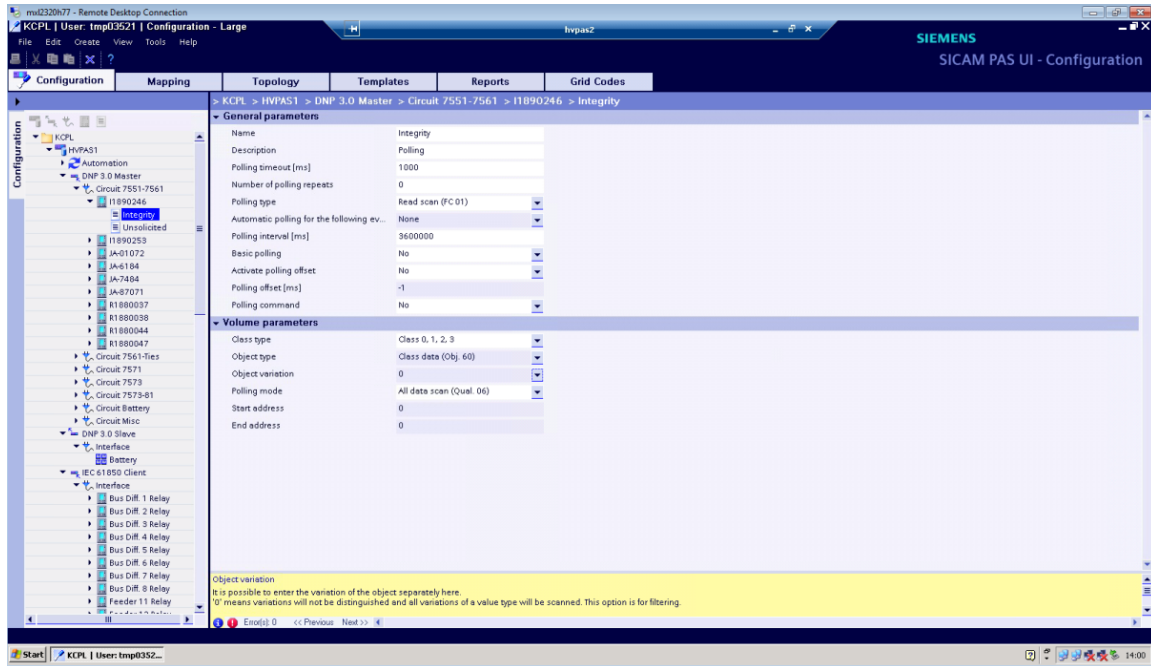 mxl2320h77 - Remote Desktop Connection
KCPL | User: tmp03521 | Configuration - Large
hvpas2
File Edit Create View Tools Help
SIEMENS
SICAM PAS UI - Configuration
Configuration Mapping Topology Templates Reports Grid Codes
> KCPL > HVPAS1 > DNP 3.0 Master > Circuit 7551-7561 > I1890246 > Integrity
Configuration
KCPL
HVPAS1
Automation
DNP 3.0 Master
Circuit 7551-7561
I1890246
Integrity
Unsolicited
I1890253
JA-01072
JA-6184
JA-7484
JA-87071
R1880037
R1880038
R1880044
R1880047
Circuit 7561-Ties
Circuit 7571
Circuit 7573
Circuit 7573-81
Circuit Battery
Circuit Misc
DNP 3.0 Slave
Interface
Battery
IEC 61850 Client
Interface
Bus Diff. 1 Relay
Bus Diff. 2 Relay
Bus Diff. 3 Relay
Bus Diff. 4 Relay
Bus Diff. 5 Relay
Bus Diff. 6 Relay
Bus Diff. 7 Relay
Bus Diff. 8 Relay
Feeder 11 Relay
General parameters
Name Integrity
Description Polling
Polling timeout [ms] 1000
Number of polling repeats 0
Polling type Read scan (FC 01)
Automatic polling for the following ev... None
Polling interval [ms] 3600000
Basic polling No
Activate polling offset No
Polling offset [ms] -1
Polling command No
Volume parameters
Class type Class 0, 1, 2, 3
Object type Class data (Obj. 60)
Object variation 0
Polling mode All data scan (Qual. 06)
Start address 0
End address 0
Object variation
It is possible to enter the variation of the object separately here.
'0' means variations will not be distinguished and all variations of a value type will be scanned. This option is for filtering.
Error(s): 0 << Previous Next >>
Start KCPL | User: tmp0352... 14:00